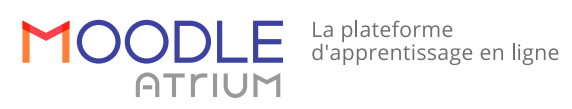 MOODLE
ATRIUM
La plateforme
d'apprentissage en ligne